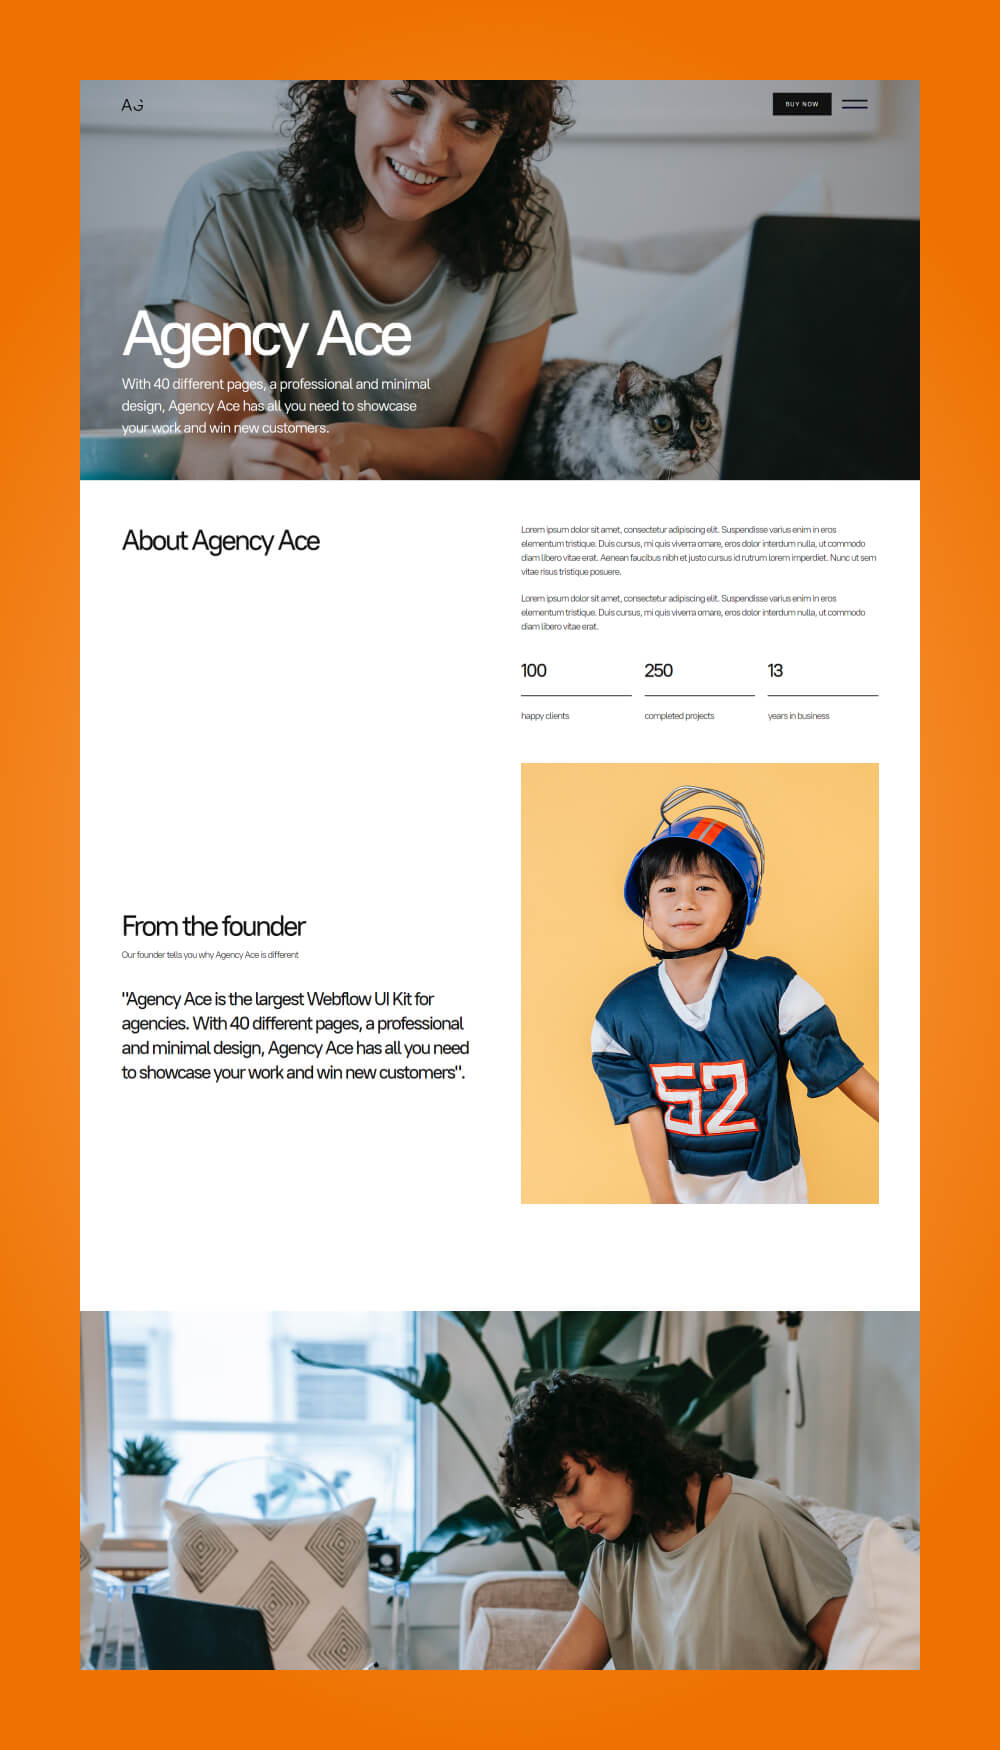 AG
BUY NOW
Agency Ace
With 40 different pages, a professional and minimal
design, Agency Ace has all you need to showcase
your work and win new customers.
About Agency Ace
Lorem ipsum dolor sit amet, consectetur adipiscing elit. Suspendisse varius enim in eros
elementum tristique. Duis cursus, mi quis viverra ornare, eros dolor interdum nulla, ut commodo
diam libero vitae erat. Aenean faucibus nibh et justo cursus id rutrum lorem imperdiet. Nunc ut sem
vitae risus tristique posuere.
Lorem ipsum dolor sit amet, consectetur adipiscing elit. Suspendisse varius enim in eros
elementum tristique. Duis cursus, mi quis viverra ornare, eros dolor interdum nulla, ut commodo
diam libero vitae erat.
100
happy clients
250
completed projects
13
years in business
From the founder
Our founder tells you why Agency Ace is different
"Agency Ace is the largest Webflow UI Kit for
agencies. With 40 different pages, a professional
and minimal design, Agency Ace has all you need
to showcase your work and win new customers".
52